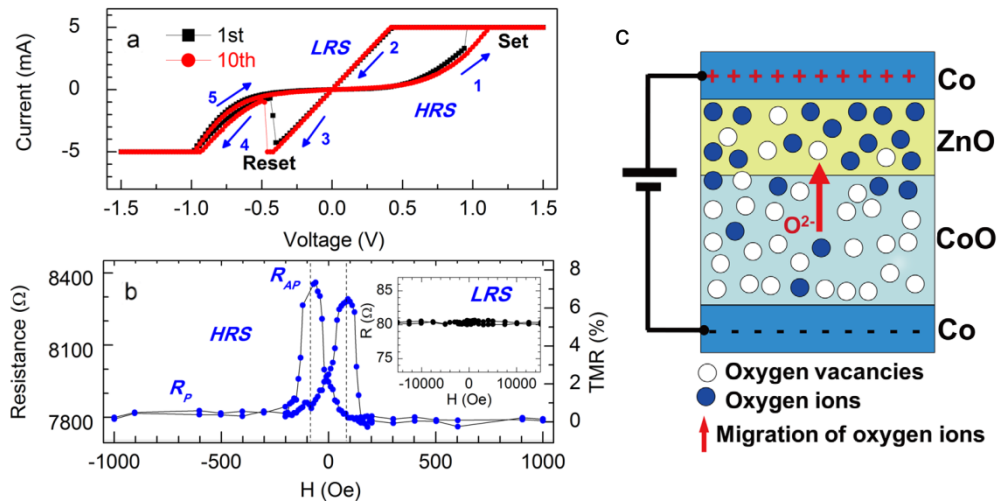 a
1st
10th
LRS
2
Set
1
HRS
5
4
3
Reset
5
0
-5
Current (mA)
-1.5 -1.0 -0.5 0.0 0.5 1.0 1.5
Voltage (V)
b
8400
8100
7800
Resistance (Ω)
R_AP
HRS
R_P
LRS
85
80
75
R (Ω)
-10000 0 10000
H (Oe)
8
6
4
2
0
TMR (%)
-1000 -500 0 500 1000
H (Oe)
c
+ + + + + + + + + +
Co
ZnO
O²⁻
CoO
- - - - - - - - -
Co
Oxygen vacancies
Oxygen ions
Migration of oxygen ions